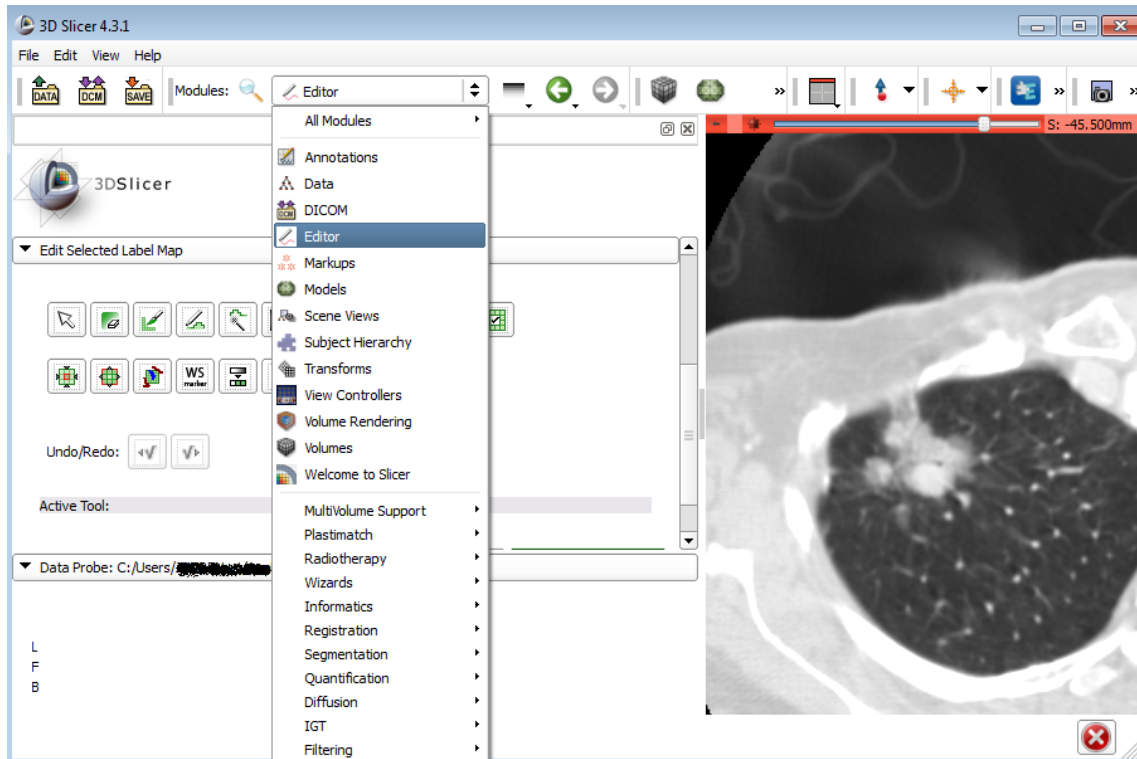 3D Slicer 4.3.1
File Edit View Help
DATA DCM SAVE Modules: Editor
All Modules
S: -45.500mm
Annotations
3DSlicer
Data
DCM DICOM
Edit Selected Label Map
Editor
Markups
Models
Scene Views
Subject Hierarchy
WS marker
Transforms
View Controllers
Volume Rendering
Undo/Redo:
Volumes
Welcome to Slicer
Active Tool:
MultiVolume Support
Plastimatch
Data Probe: C:/Users/
Radiotherapy
Wizards
Informatics
Registration
L
Segmentation
F
Quantification
B
Diffusion
IGT
Filtering